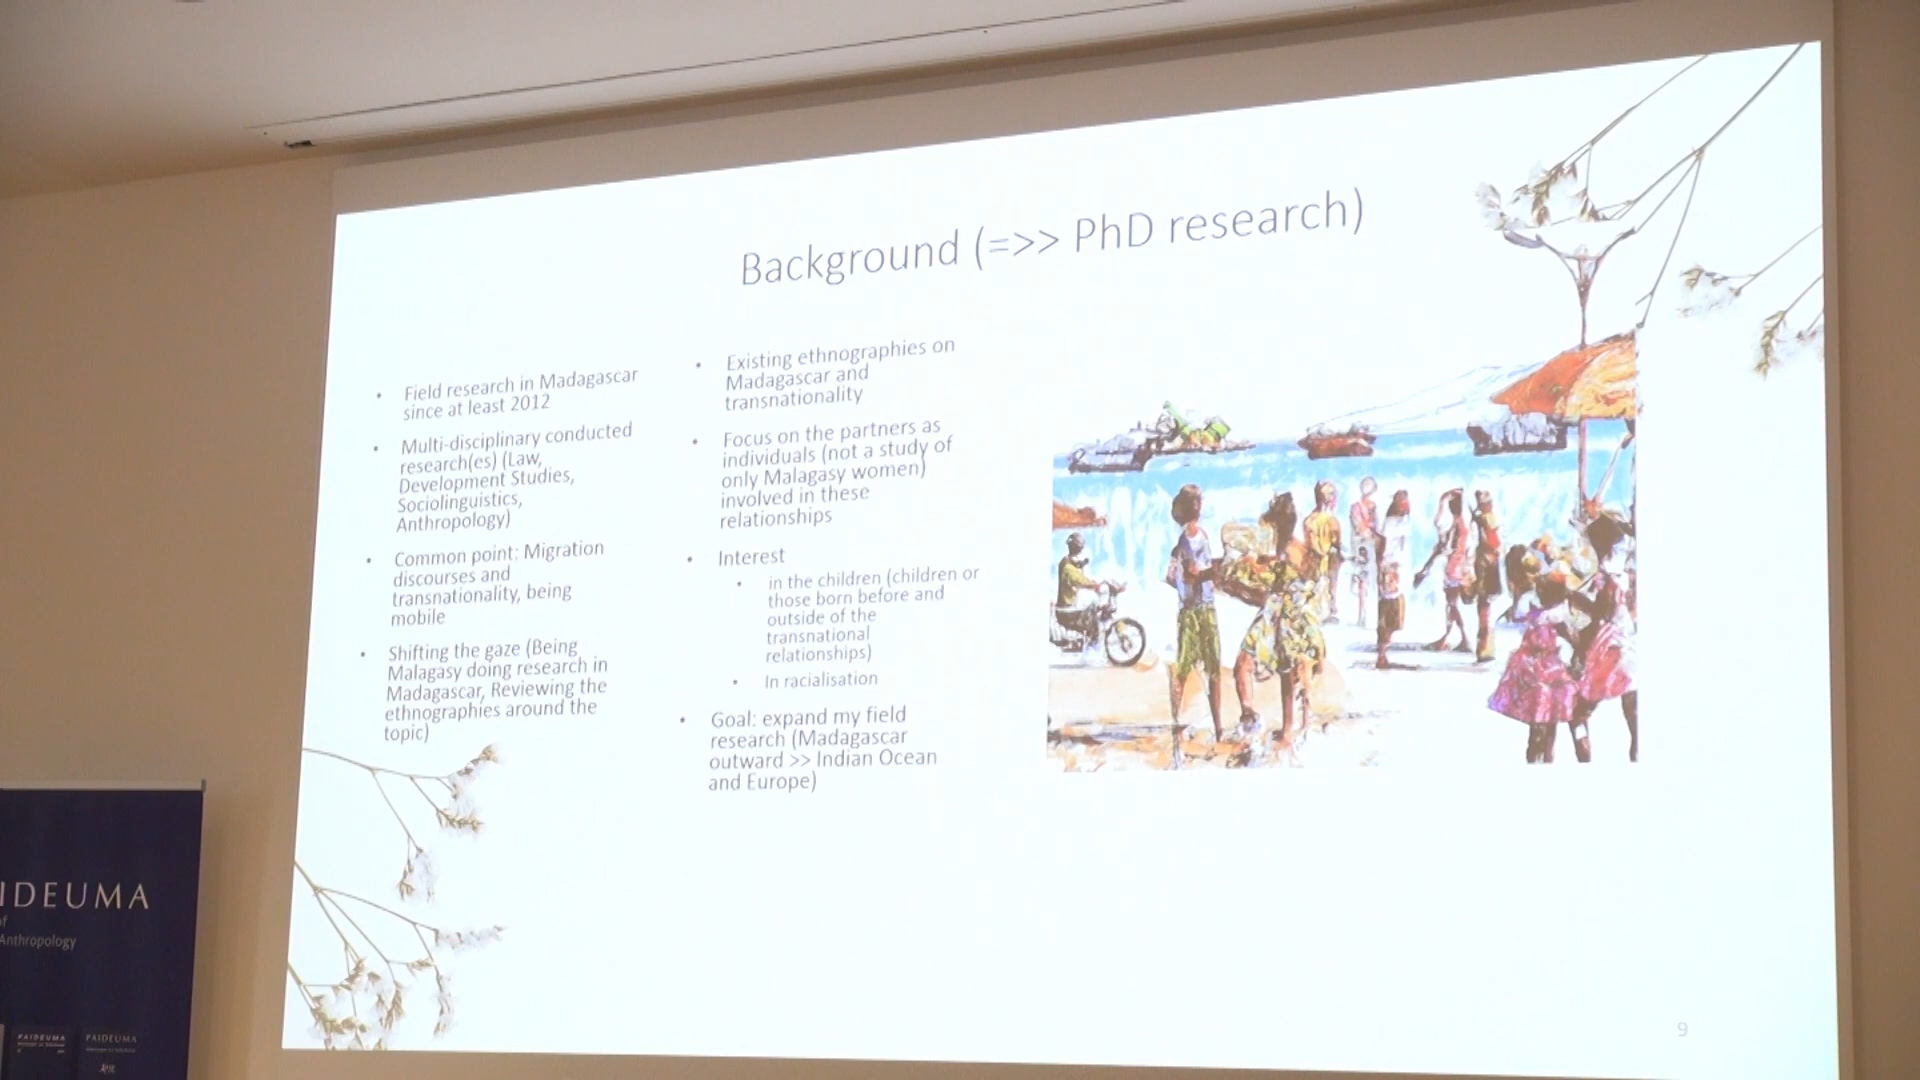 Background (=>> PhD research)
• Field research in Madagascar
since at least 2012
• Multi-disciplinary conducted
research(es) (Law,
Development Studies,
Sociolinguistics,
Anthropology)
• Common point: Migration
discourses and
transnationality, being
mobile
• Shifting the gaze (Being
Malagasy doing research in
Madagascar, Reviewing the
ethnographies around the
topic)
• Existing ethnographies on
Madagascar and
transnationality
• Focus on the partners as
individuals (not a study of
only Malagasy women)
involved in these
relationships
• Interest
• in the children (children or
those born before and
outside of the
transnational
relationships)
• In racialisation
• Goal: expand my field
research (Madagascar
outward >> Indian Ocean
and Europe)
9
IDEUMA
of
Anthropology
PAIDEUMA
PAIDEUMA